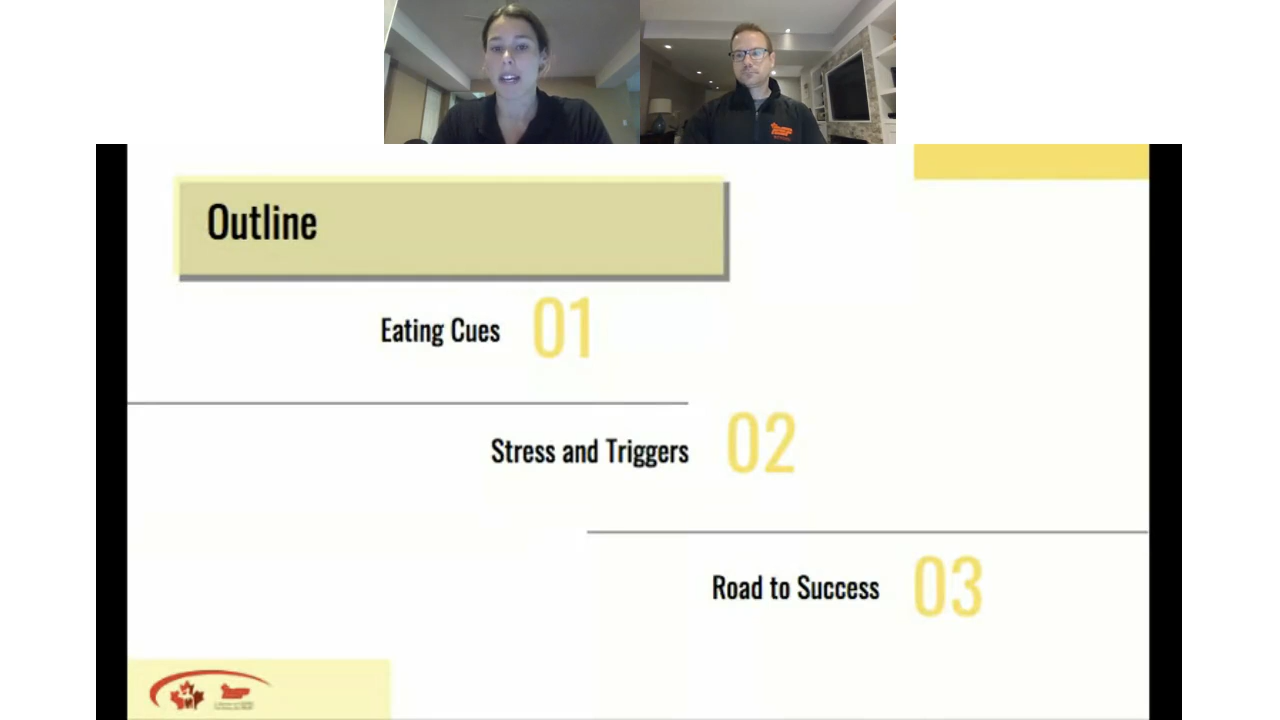 Outline
Eating Cues 01
Stress and Triggers 02
Road to Success 03